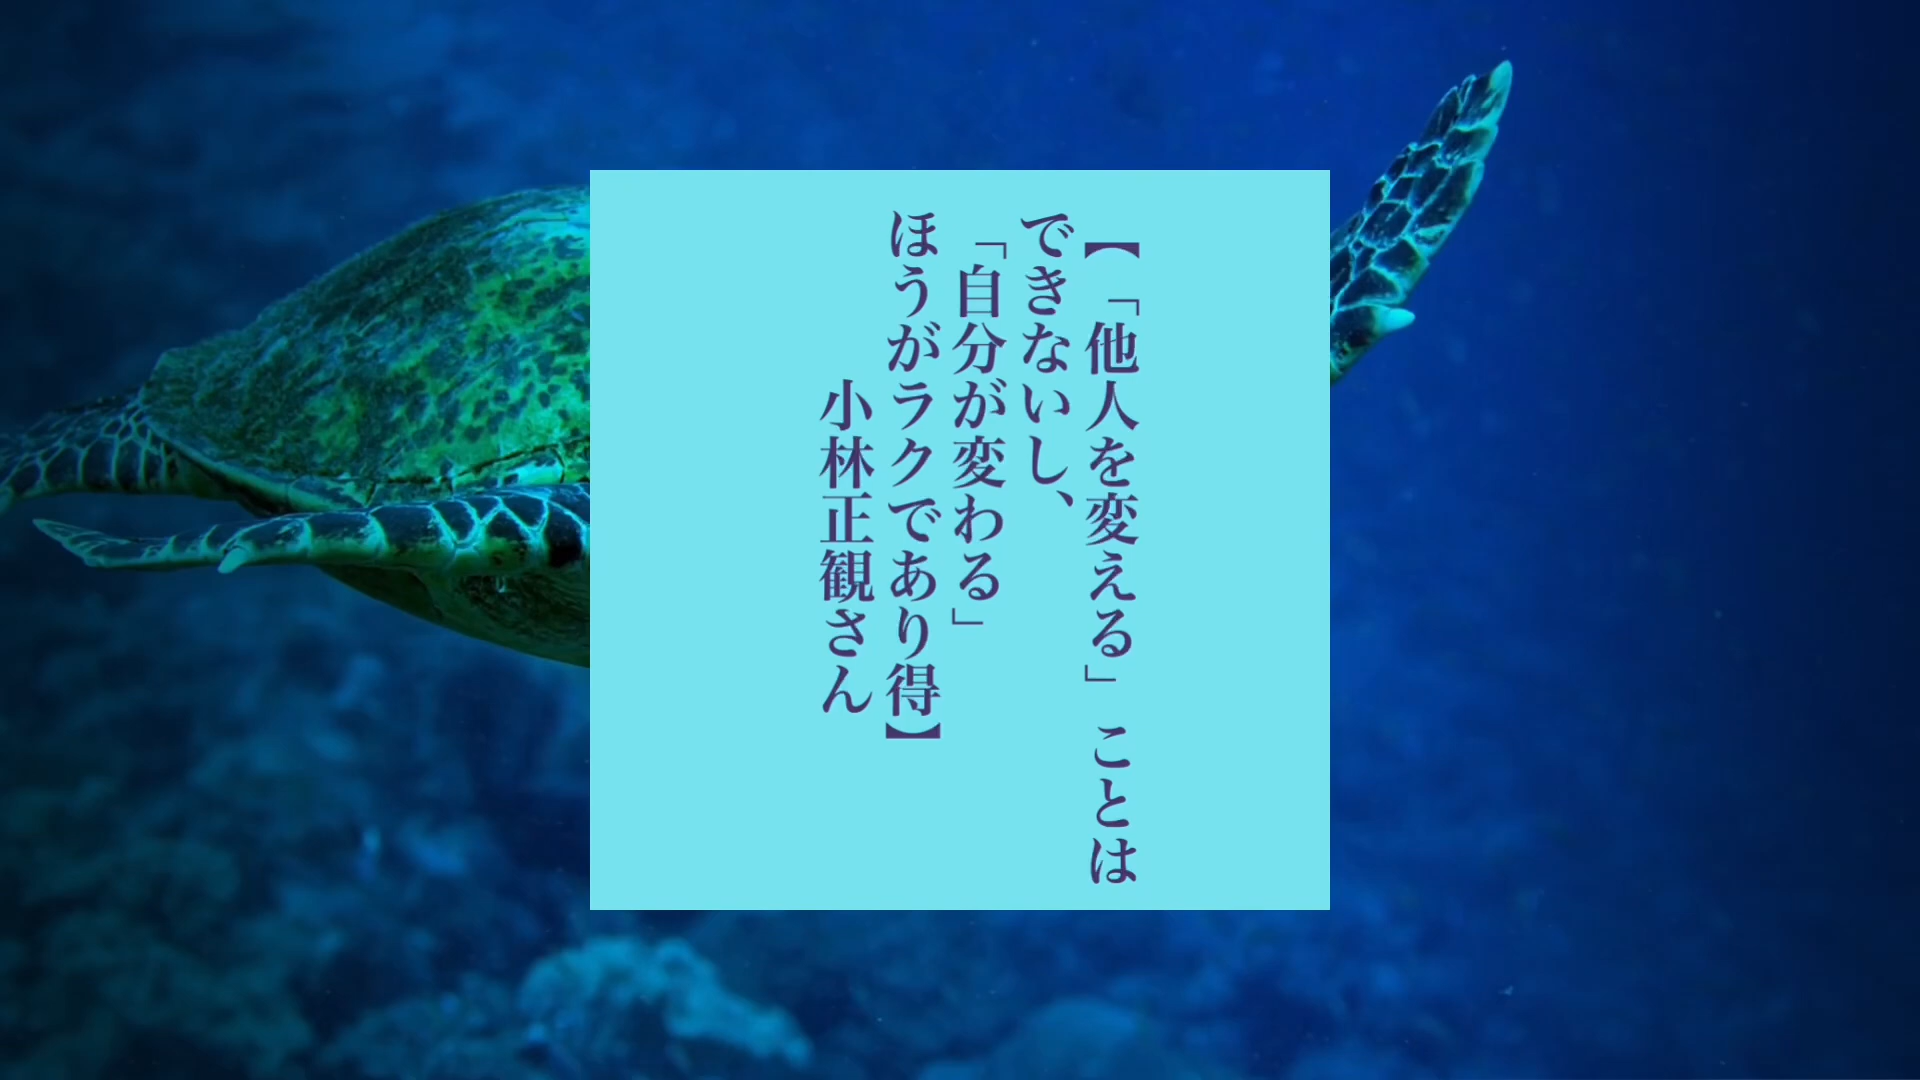 【「他人を変える」ことは
できないし、
「自分が変わる」
ほうがラクであり得】
小林正観さん